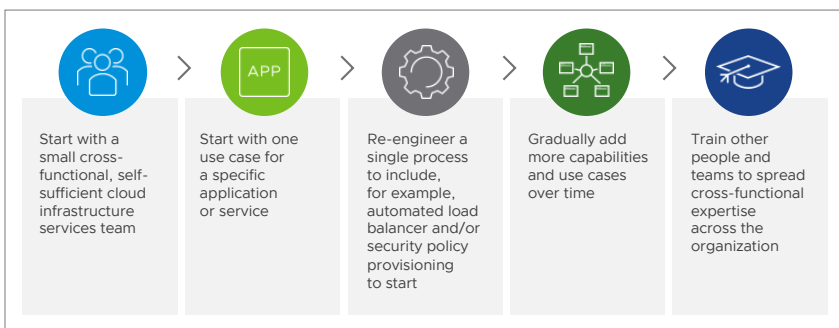 APP
Start with a
small cross-
functional, self-
sufficient cloud
infrastructure
services team
Start with one
use case for
a specific
application
or service
Re-engineer a
single process
to include,
for example,
automated load
balancer and/or
security policy
provisioning
to start
Gradually add
more capabilities
and use cases
over time
Train other
people and
teams to spread
cross-functional
expertise
across the
organization